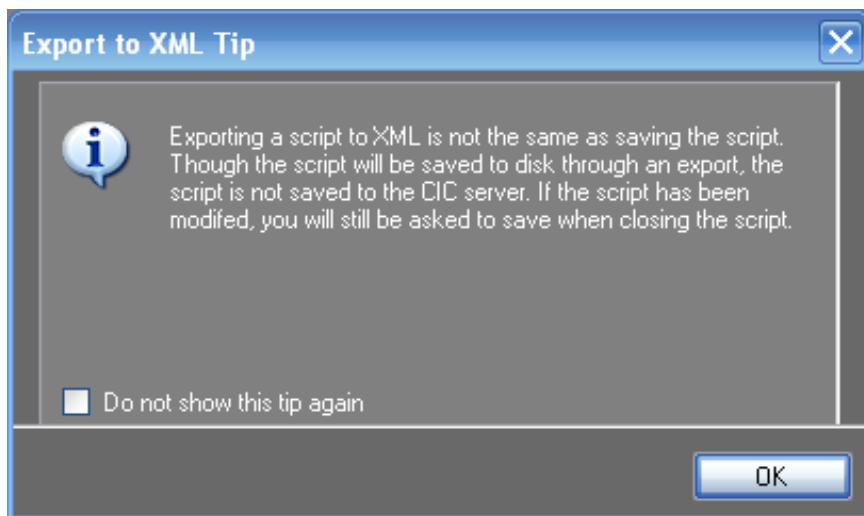 Export to XML Tip
Exporting a script to XML is not the same as saving the script.
Though the script will be saved to disk through an export, the
script is not saved to the CIC server. If the script has been
modifed, you will still be asked to save when closing the script.
Do not show this tip again
OK